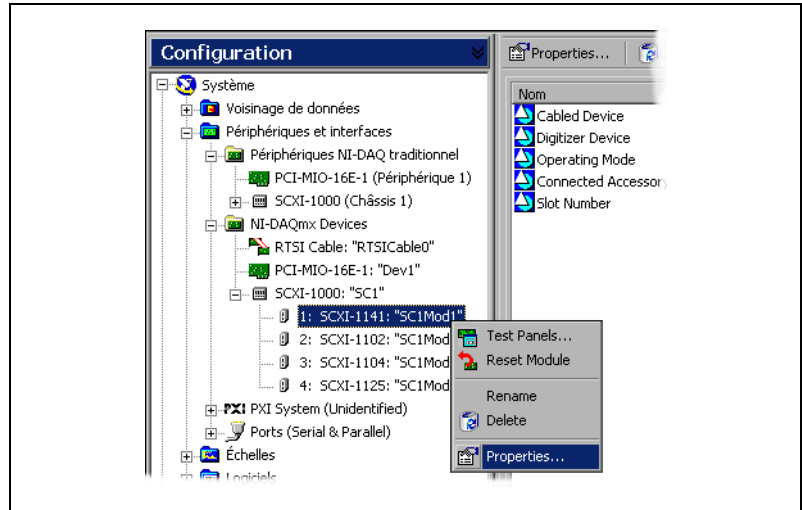 Configuration
Properties...
Système
Voisinage de données
Périphériques et interfaces
Périphériques NI-DAQ traditionnel
PCI-MIO-16E-1 (Périphérique 1)
SCXI-1000 (Châssis 1)
NI-DAQmx Devices
RTSI Cable: "RTSICable0"
PCI-MIO-16E-1: "Dev1"
SCXI-1000: "SC1"
1: SCXI-1141: "SC1Mod1"
2: SCXI-1102: "SC1Mod
3: SCXI-1104: "SC1Mod
4: SCXI-1125: "SC1Mod
PXI PXI System (Unidentified)
Ports (Serial & Parallel)
Échelles
Logiciels
Nom
Cabled Device
Digitizer Device
Operating Mode
Connected Accessory
Slot Number
Test Panels...
Reset Module
Rename
Delete
Properties...